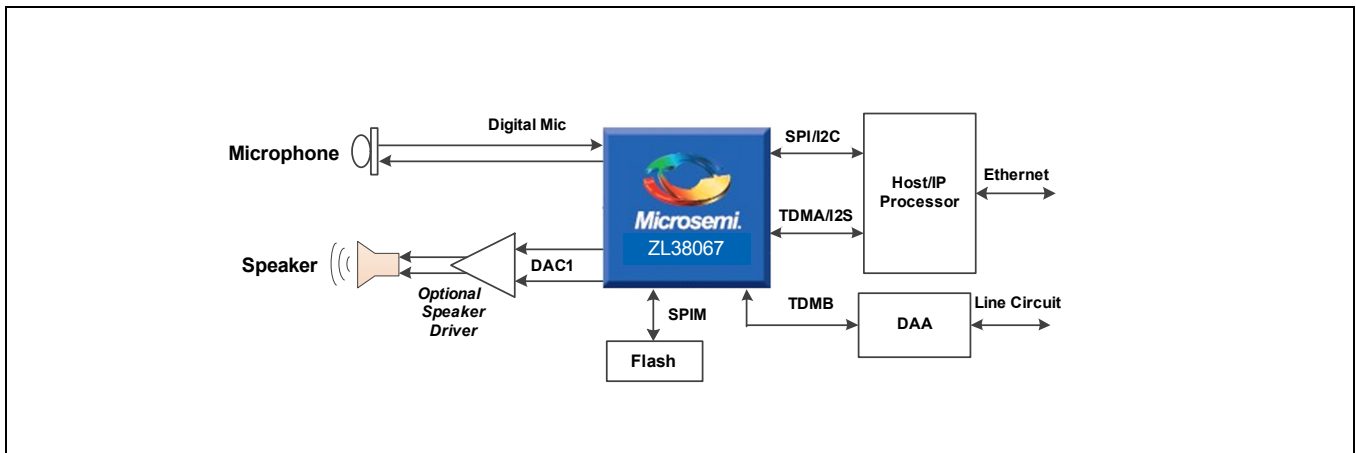 Digital Mic
Microphone
Speaker
Optional
Speaker
Driver
DAC1
Microsemi.
ZL38067
SPIM
Flash
SPI/I2C
TDMA/I2S
Host/IP
Processor
Ethernet
TDMB
DAA
Line Circuit